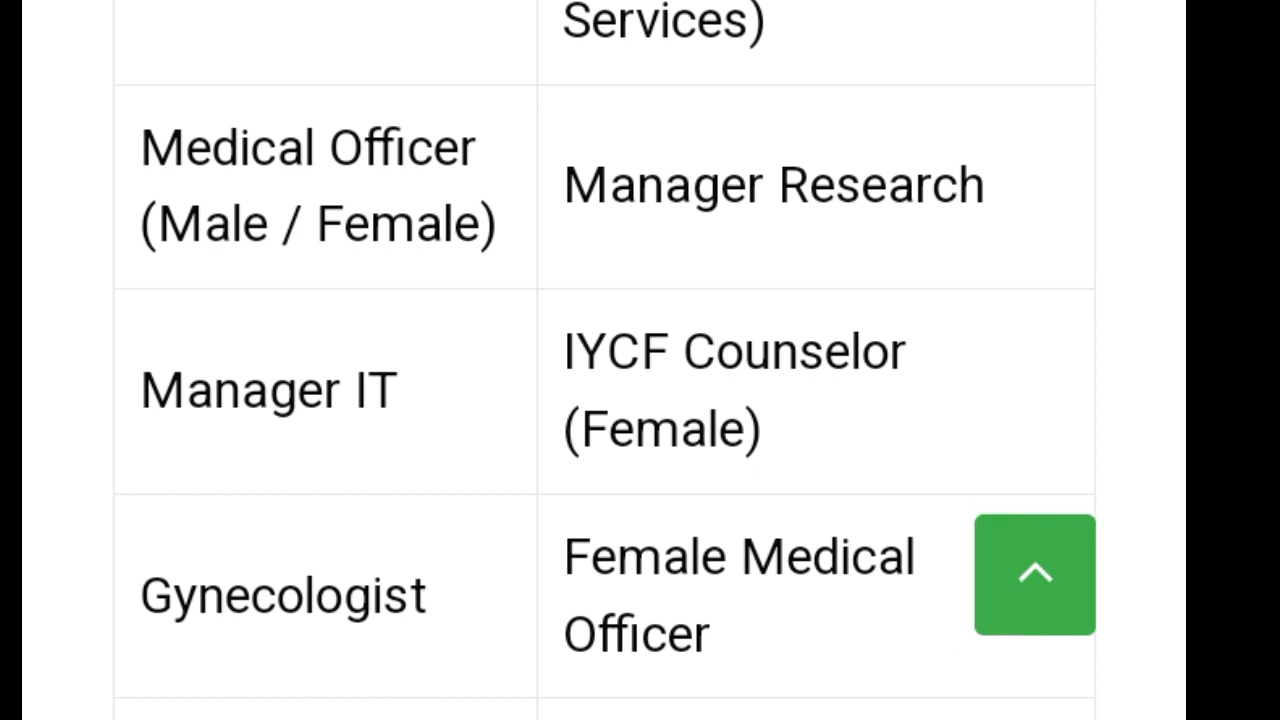 Services)
Medical Officer
(Male / Female)
Manager Research
Manager IT
IYCF Counselor
(Female)
Gynecologist
Female Medical
Officer